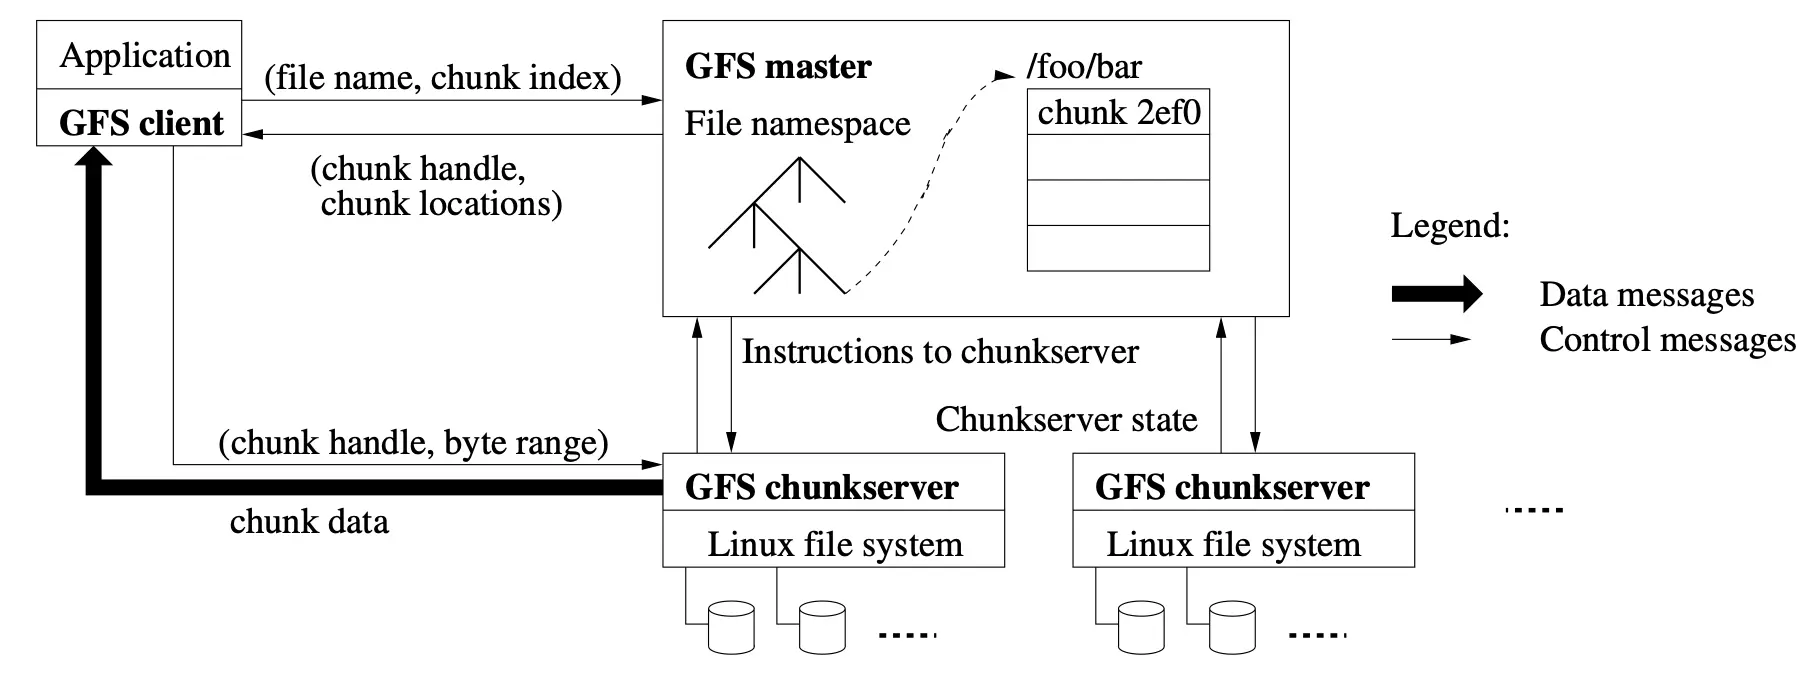 Application
GFS client
(file name, chunk index)
(chunk handle,
chunk locations)
GFS master
File namespace
/foo/bar
chunk 2ef0
Legend:
Data messages
Control messages
Instructions to chunkserver
Chunkserver state
(chunk handle, byte range)
chunk data
GFS chunkserver
Linux file system
GFS chunkserver
Linux file system